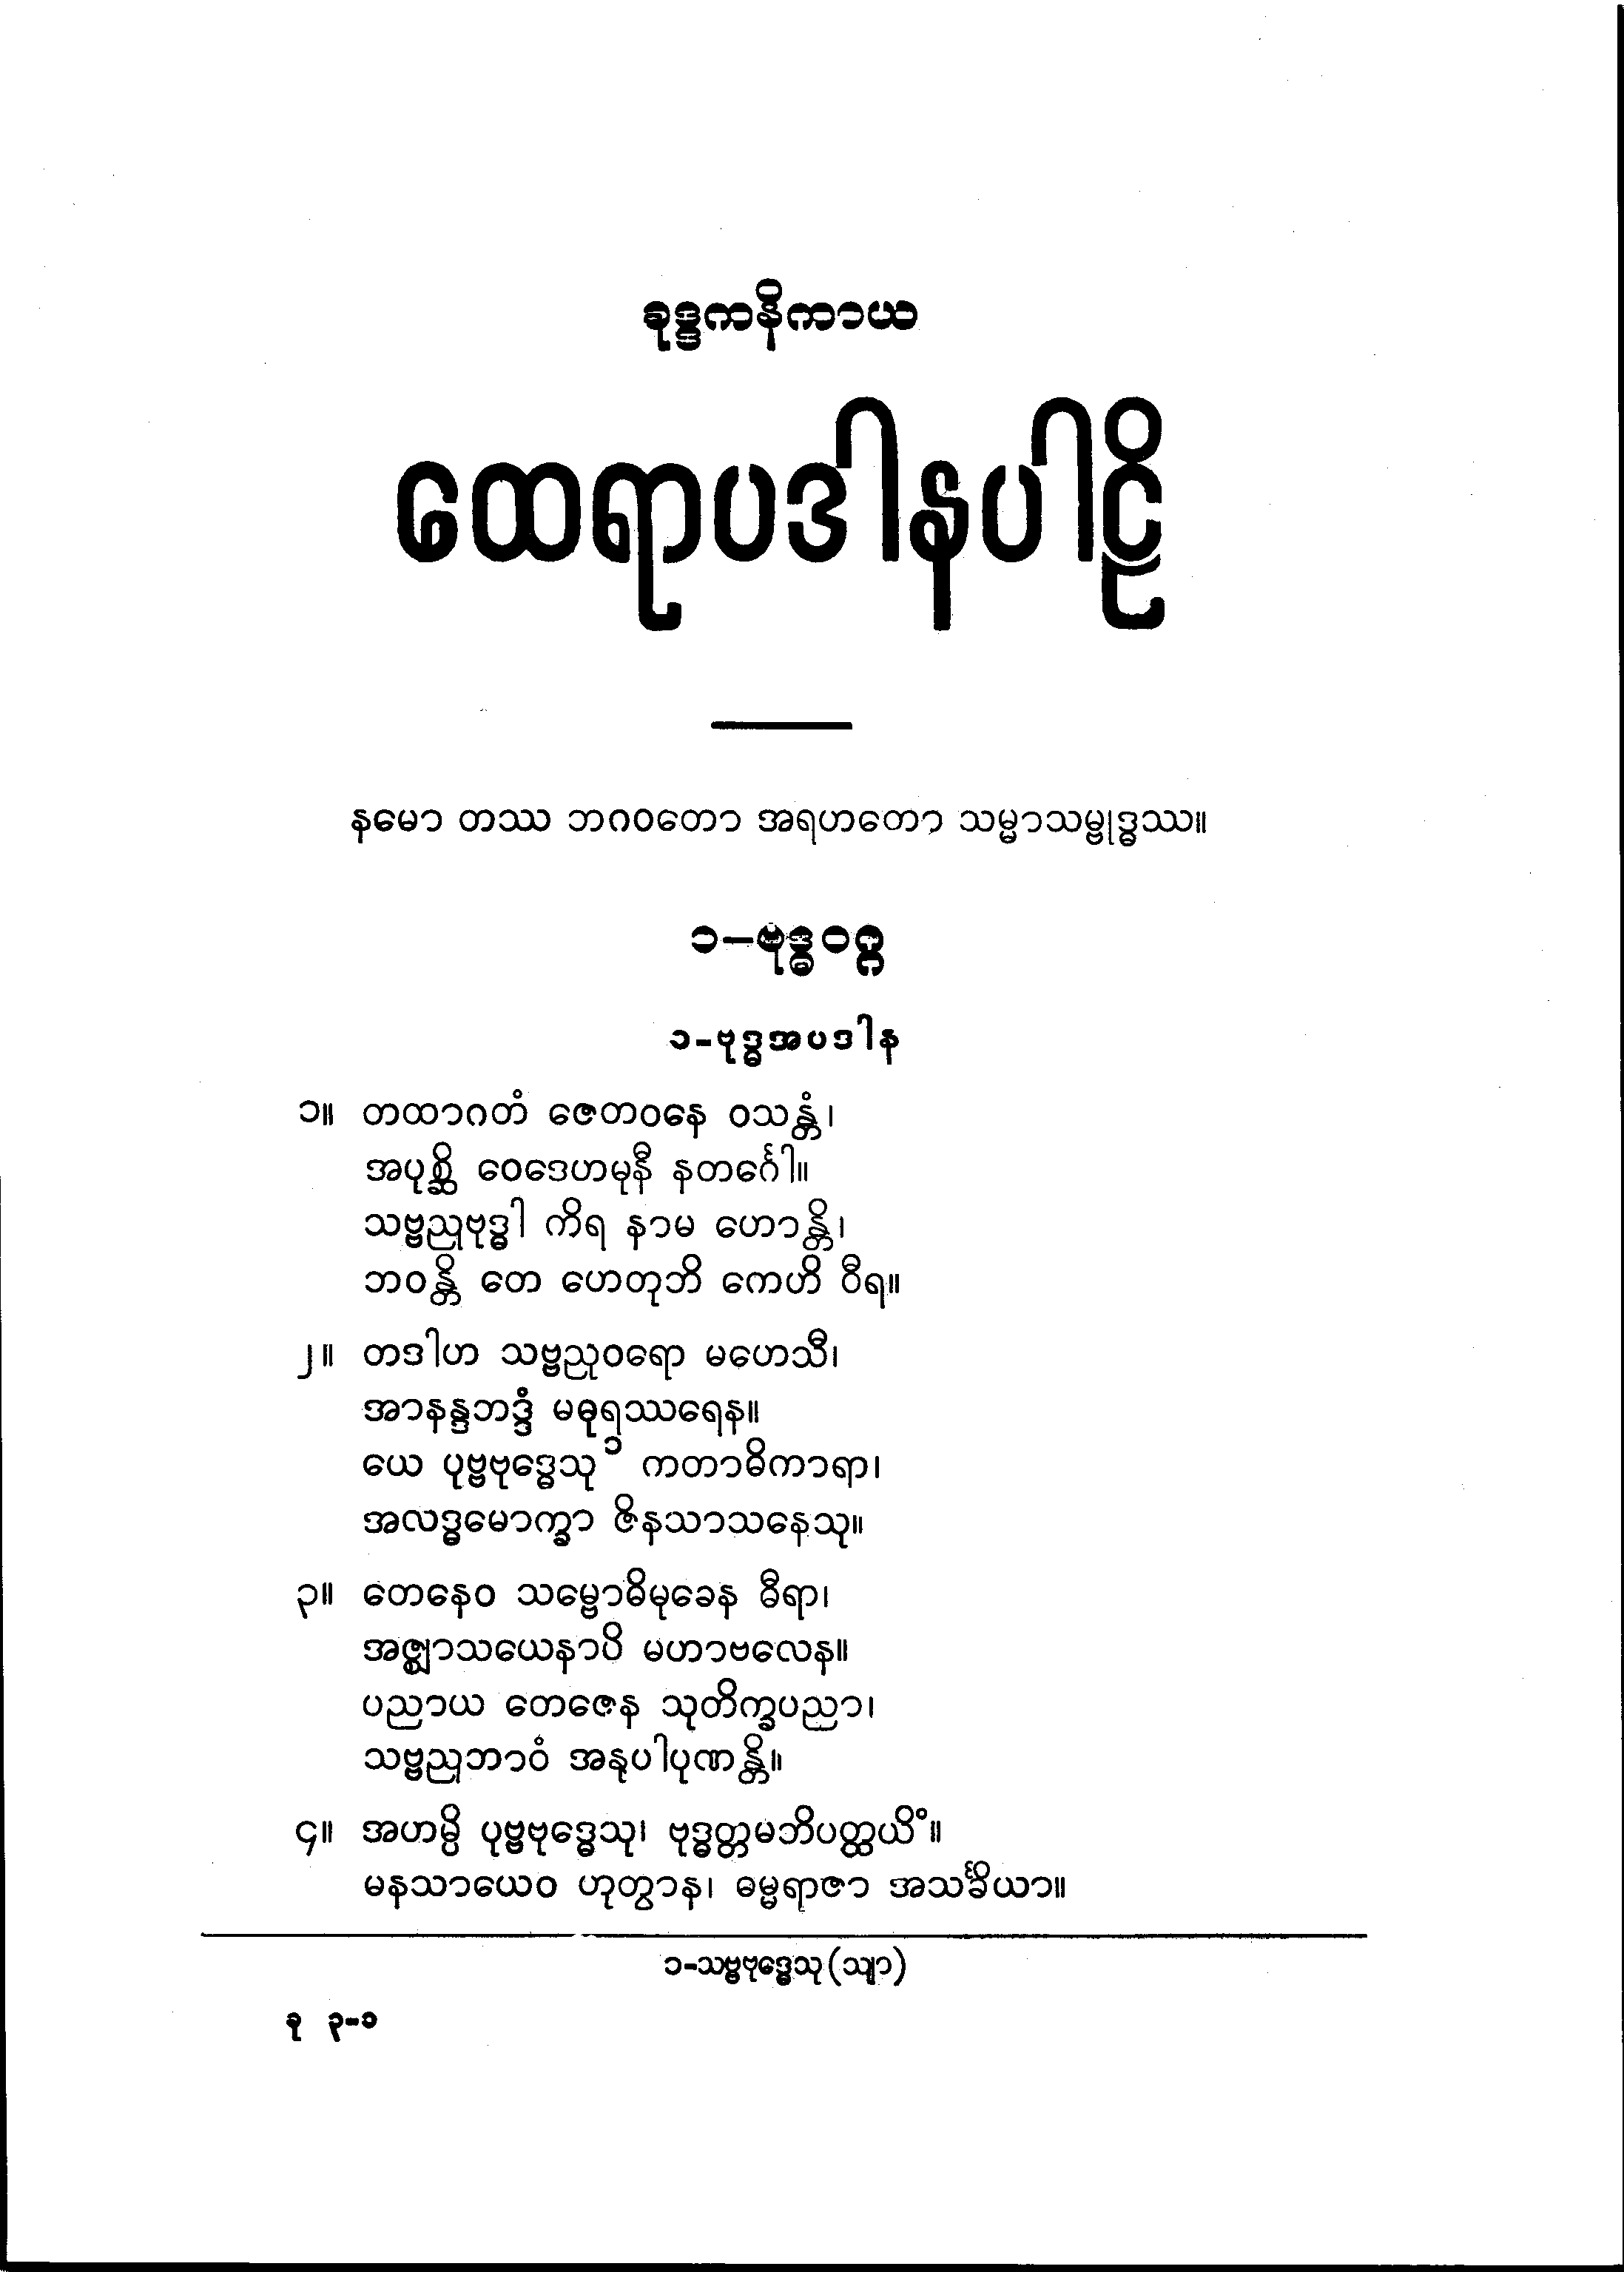 ခုဒ္ဒကနိကာယ
ထေရာပဒါနပါဠိ
နမော တဿ ဘဂဝတော အရဟတော သမ္မာသမ္ဗုဒ္ဓဿ။
၁–ဗုဒ္ဓဝဂ္ဂ
၁-ဗုဒ္ဓအပဒါန
၁။ တထာဂတံ ဇေတဝနေ ဝသန္တံ၊
အပုစ္ဆိ ဝေဒေဟမုနီ နတင်္ဂေါ။
သဗ္ဗညုဗုဒ္ဓါ ကိရ နာမ ဟောန္တိ၊
ဘဝန္တိ တေ ဟေတုဘိ ကေဟိ ဝီရ။
၂။ တဒါဟ သဗ္ဗညုဝရော မဟေသီ၊
အာနန္ဒဘဒ္ဒံ မဓုရဿရေန။
ယေ ပုဗ္ဗဗုဒ္ဓေသု ၁ ကတာဓိကာရာ၊
အလဒ္ဓမောက္ခာ ဇိနသာသနေသု။
၃။ တေနေဝ သမ္ဗောဓိမုခေန ဓီရာ၊
အဇ္ဈာသယေနာပိ မဟာဗလေန။
ပညာယ တေဇေန သုတိက္ခပညာ၊
သဗ္ဗညုဘာဝံ အနုပါပုဏန္တိ။
၄။ အဟမ္ပိ ပုဗ္ဗဗုဒ္ဓေသု၊ ဗုဒ္ဓတ္တမဘိပတ္ထယိံ။
မနသာယေဝ ဟုတွာန၊ ဓမ္မရာဇာ အသင်္ခိယာ။
၁-သဗ္ဗဗုဒ္ဓေသု (သျာ)
ခု ၃-၁